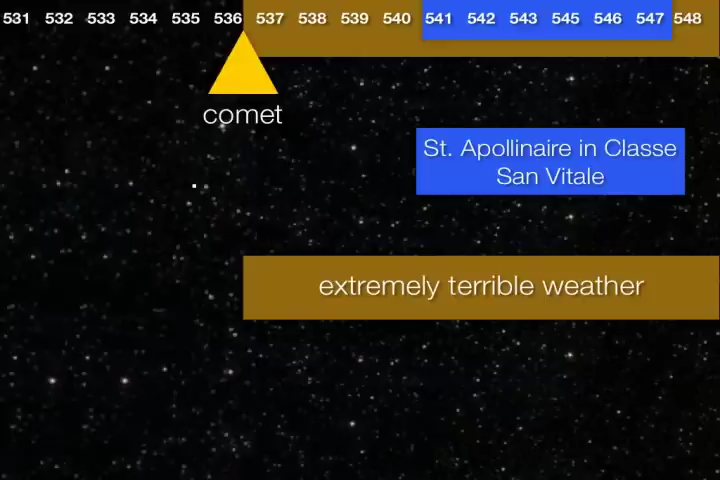 531 532 533 534 535 536 537 538 539 540 541 542 543 545 546 547 548
comet
St. Apollinaire in Classe
San Vitale
extremely terrible weather